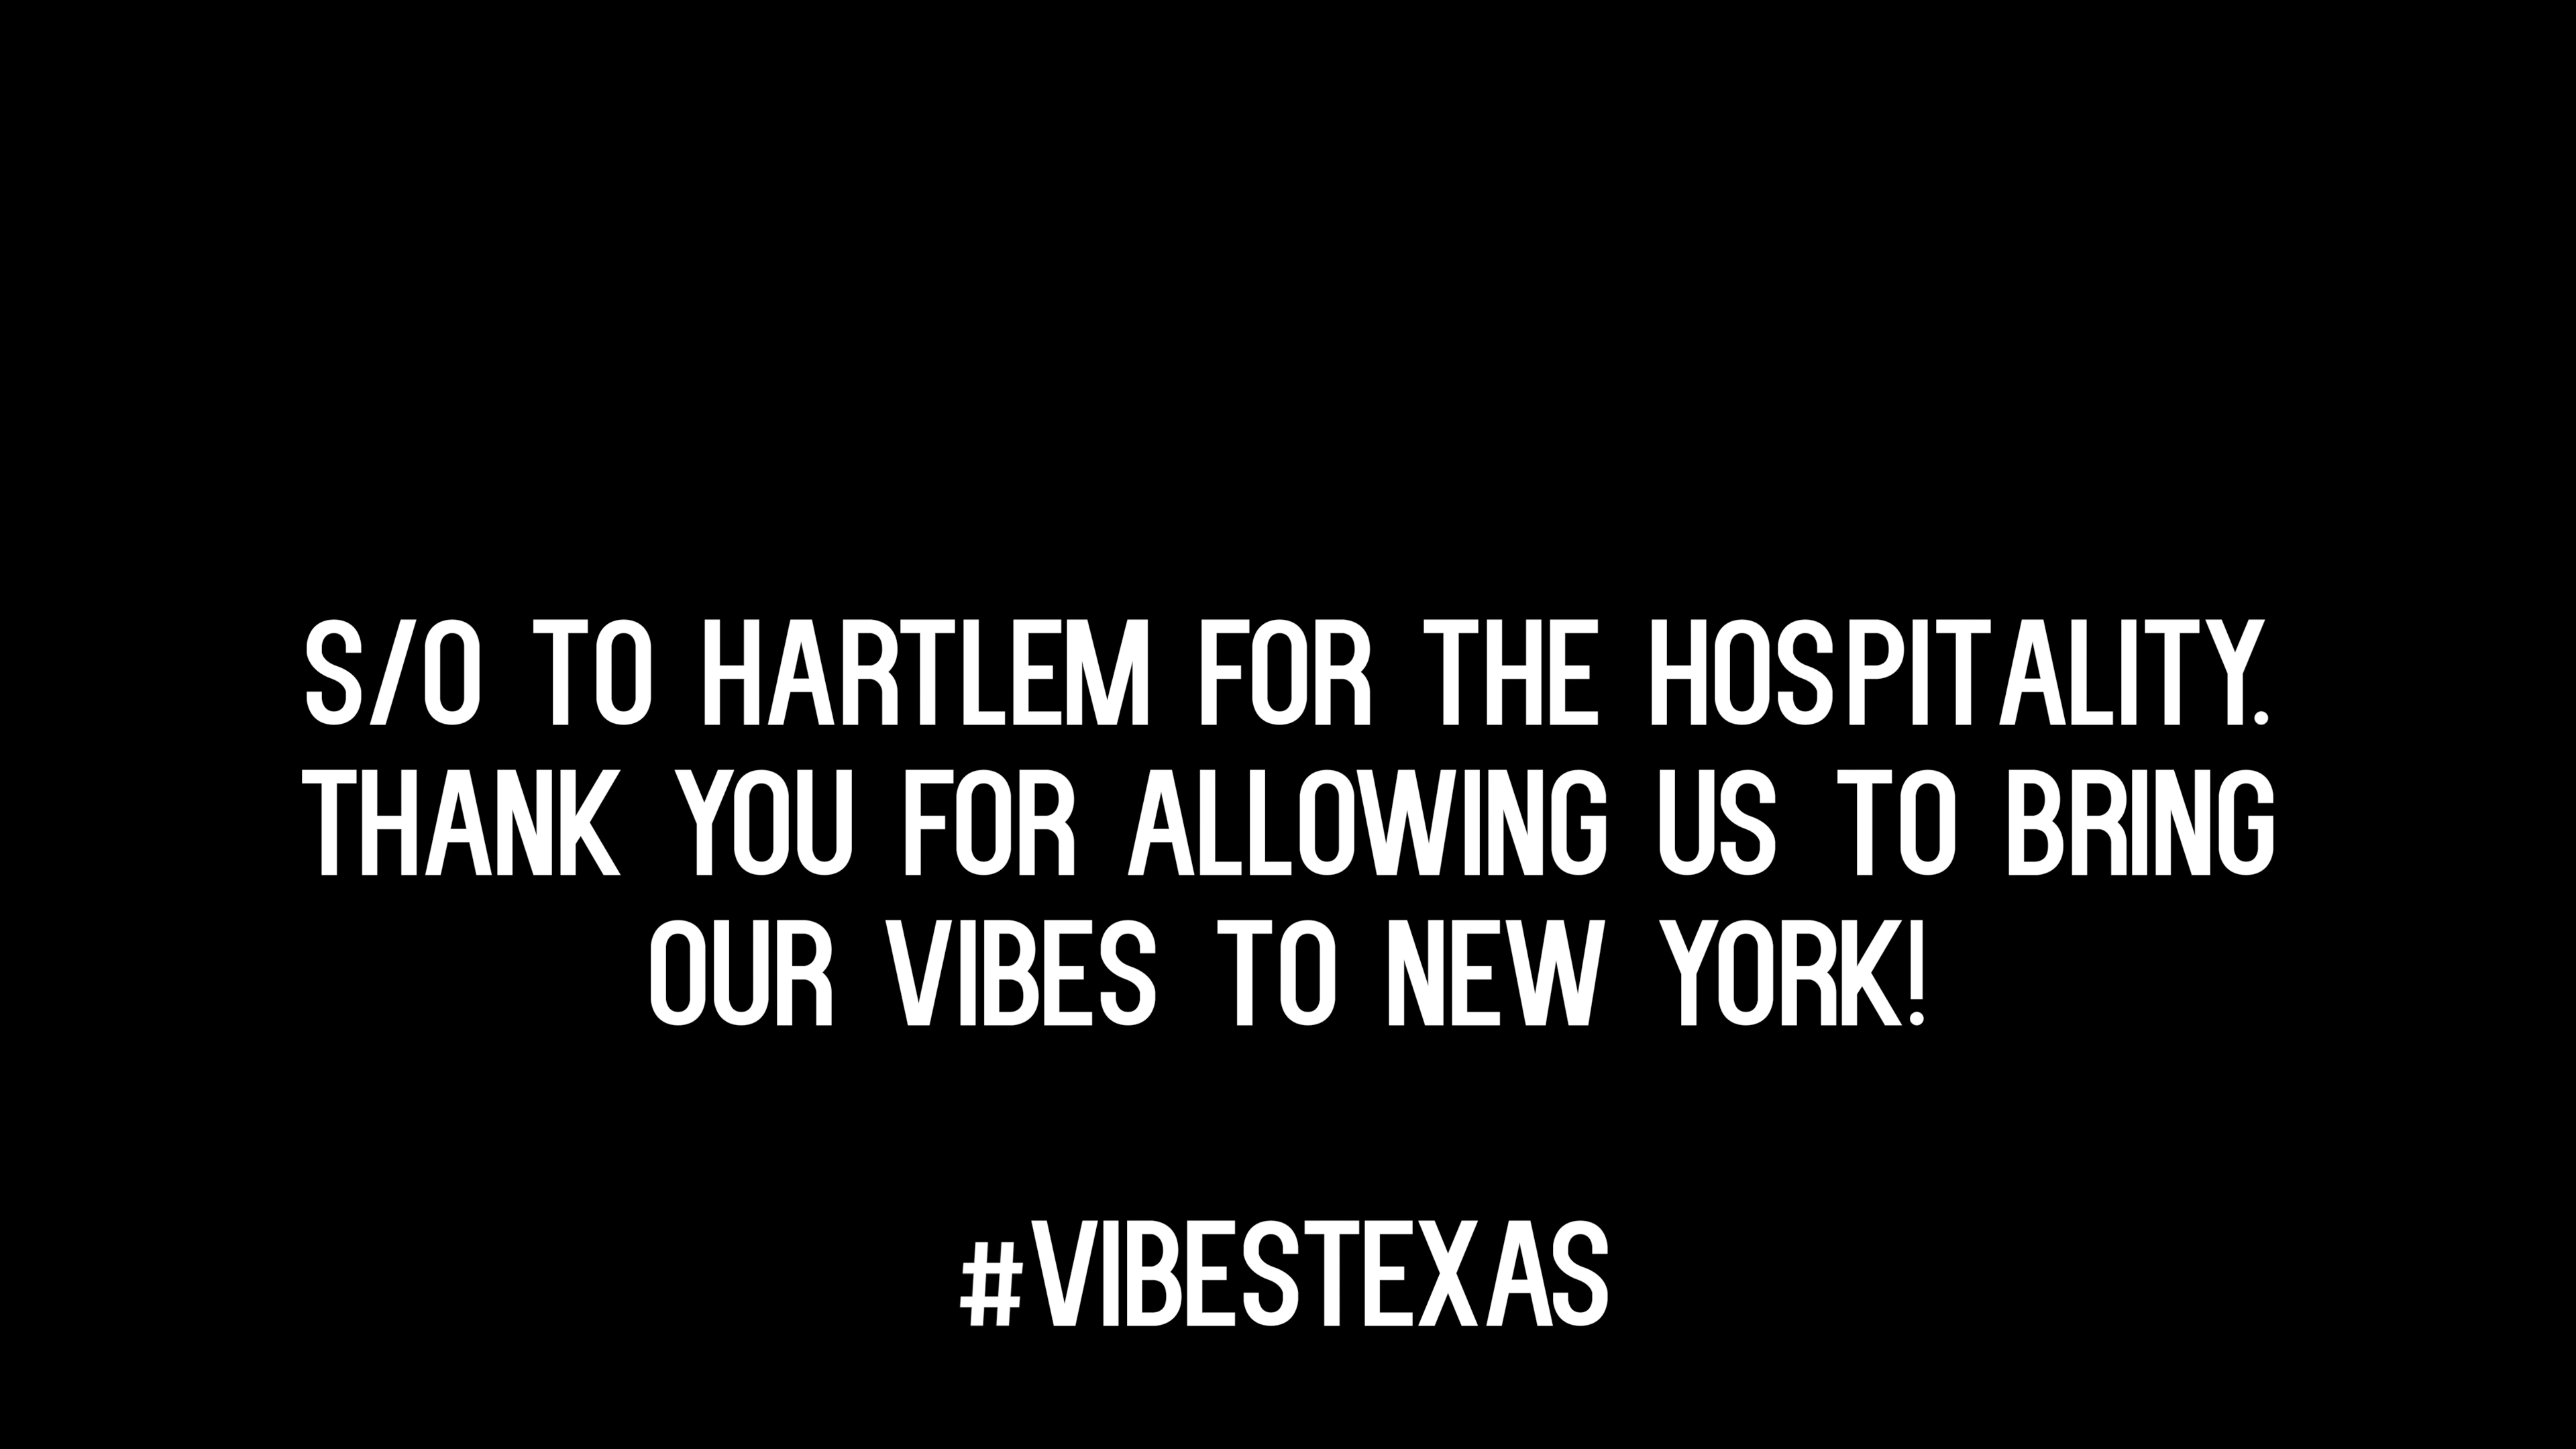 S/O TO HARTLEM FOR THE HOSPITALITY.
THANK YOU FOR ALLOWING US TO BRING
OUR VIBES TO NEW YORK!
#VIBESTEXAS